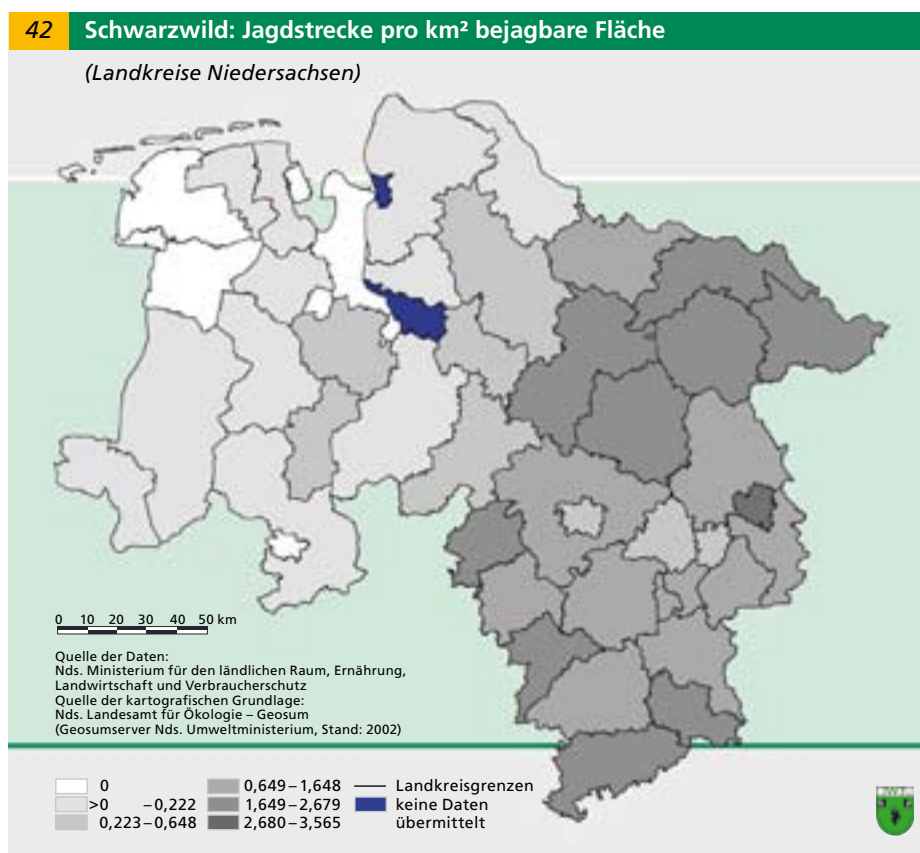 42 Schwarzwild: Jagdstrecke pro km² bejagbare Fläche
(Landkreise Niedersachsen)
0 10 20 30 40 50 km
Quelle der Daten:
Nds. Ministerium für den ländlichen Raum, Ernährung,
Landwirtschaft und Verbraucherschutz
Quelle der kartografischen Grundlage:
Nds. Landesamt für Ökologie – Geosum
(Geosumserver Nds. Umweltministerium, Stand: 2002)
0
>0 –0,222
0,223–0,648
0,649–1,648
1,649–2,679
2,680–3,565
Landkreisgrenzen
keine Daten
übermittelt